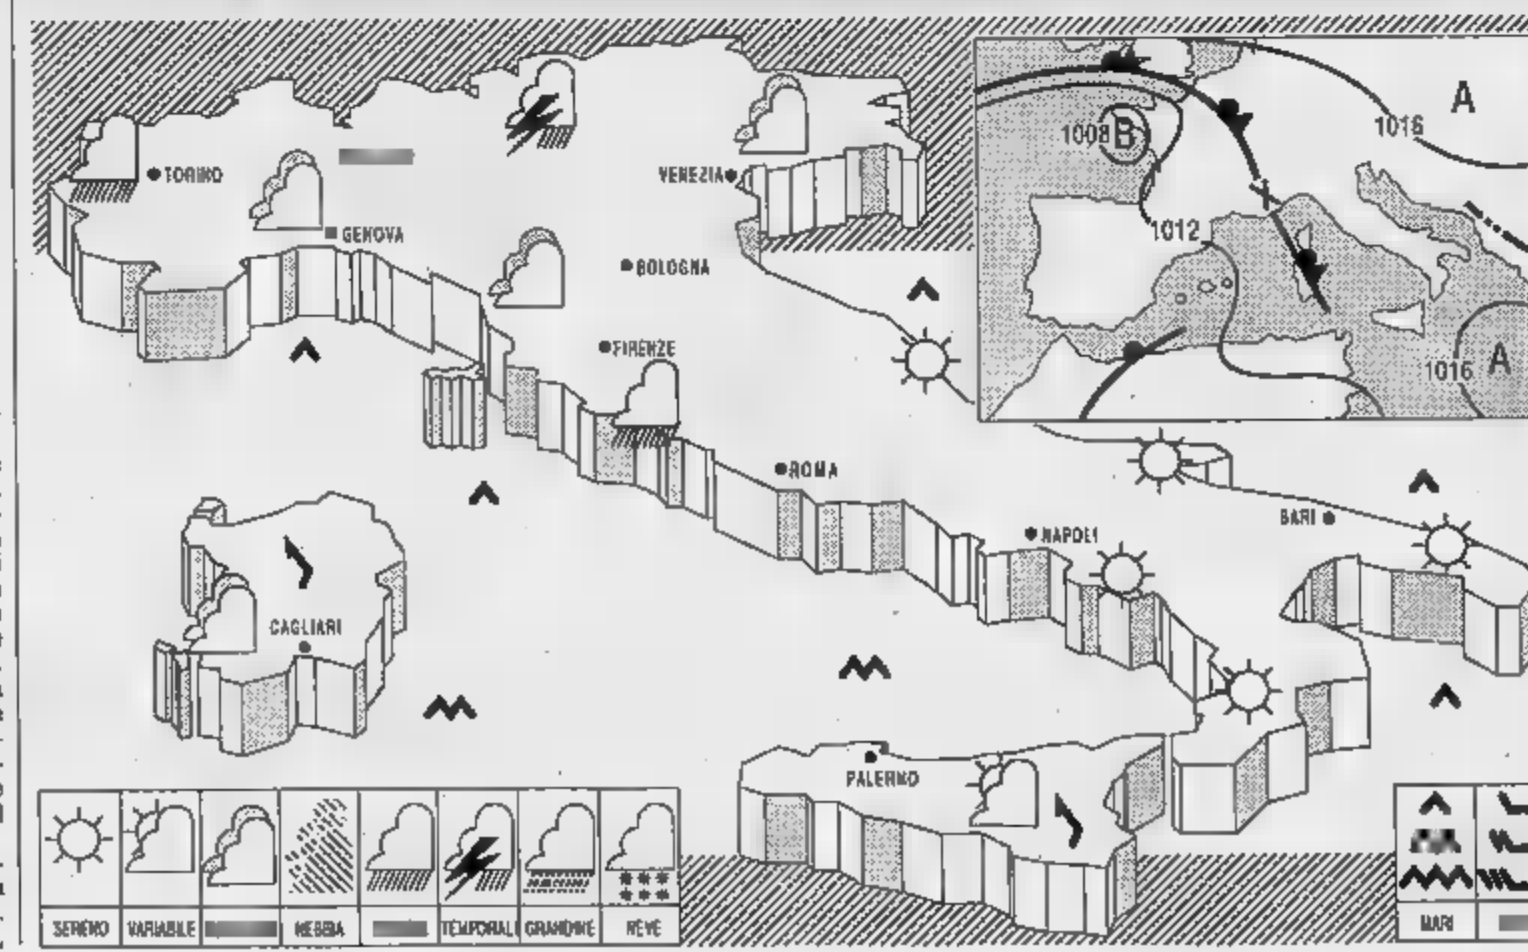 TORINO
GENOVA
VENEZIA
BOLOGNA
FIRENZE
ROMA
NAPOLI
BARI
CAGLIARI
PALERMO
A
1016
1008 B
1012
1016 A
SERENO
VARIABILE
NEBBIA
TEMPORALI
GRANDINE
NEVE
MARI